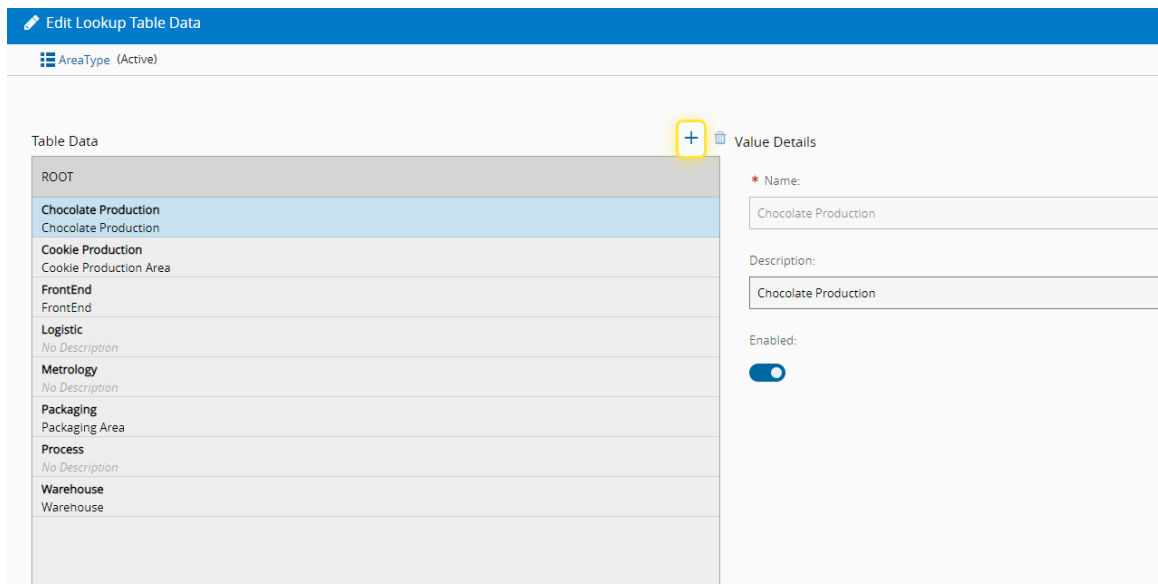 Edit Lookup Table Data
AreaType (Active)
Table Data
ROOT
Chocolate Production
Chocolate Production
Cookie Production
Cookie Production Area
FrontEnd
FrontEnd
Logistic
No Description
Metrology
No Description
Packaging
Packaging Area
Process
No Description
Warehouse
Warehouse
Value Details
* Name:
Chocolate Production
Description:
Chocolate Production
Enabled: